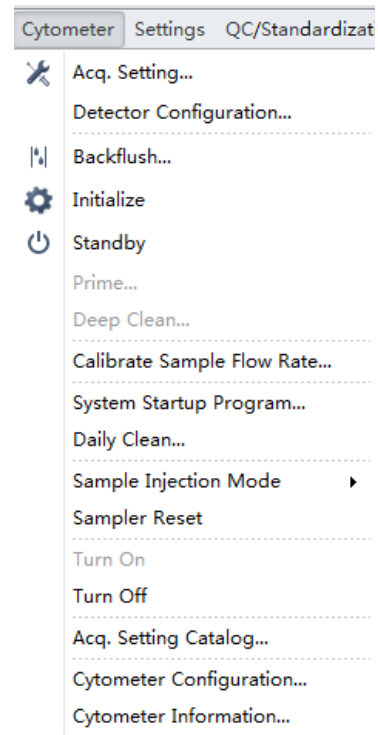 Cytometer Settings QC/Standardizat
Acq. Setting...
Detector Configuration...
Backflush...
Initialize
Standby
Prime...
Deep Clean...
Calibrate Sample Flow Rate...
System Startup Program...
Daily Clean...
Sample Injection Mode
Sampler Reset
Turn On
Turn Off
Acq. Setting Catalog...
Cytometer Configuration...
Cytometer Information...